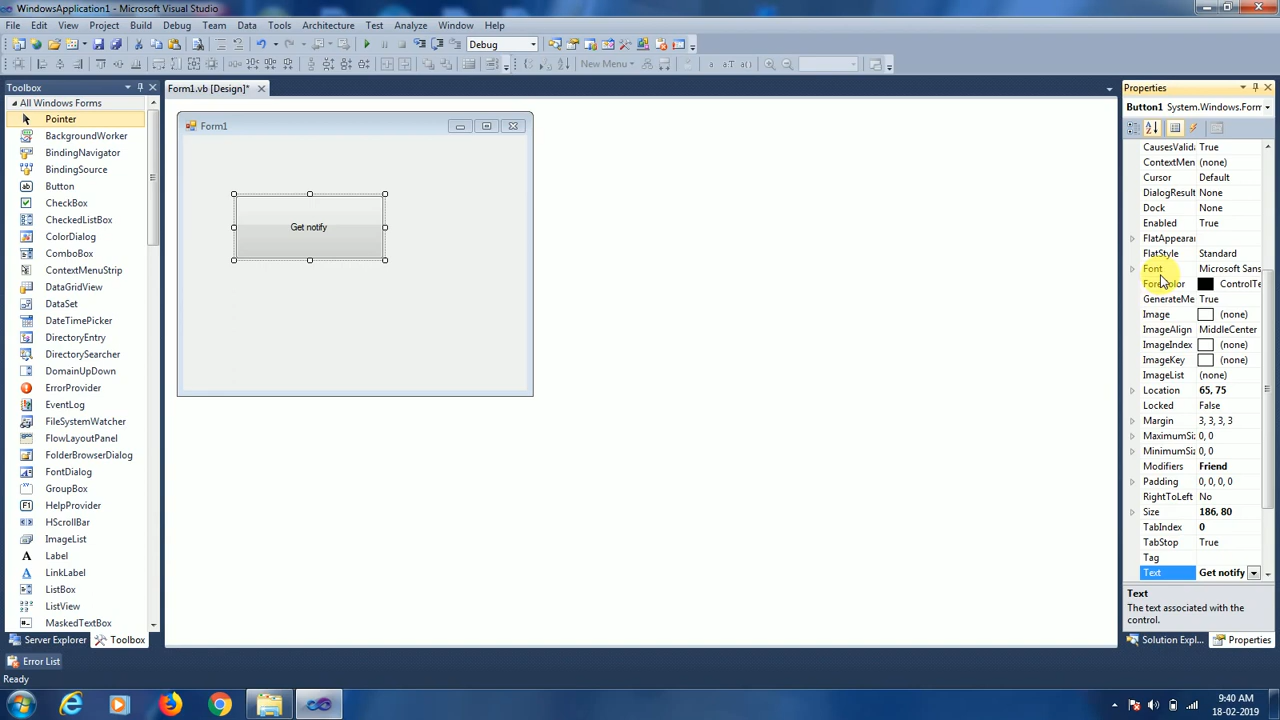 WindowsApplication1 - Microsoft Visual Studio
File Edit View Project Build Debug Team Data Tools Architecture Test Analyze Window Help
Debug
New Menu
Toolbox
All Windows Forms
Pointer
BackgroundWorker
BindingNavigator
BindingSource
Button
CheckBox
CheckedListBox
ColorDialog
ComboBox
ContextMenuStrip
DataGridView
DataSet
DateTimePicker
DirectoryEntry
DirectorySearcher
DomainUpDown
ErrorProvider
EventLog
FileSystemWatcher
FlowLayoutPanel
FolderBrowserDialog
FontDialog
GroupBox
HelpProvider
HScrollBar
ImageList
Label
LinkLabel
ListBox
ListView
MaskedTextBox
Server Explorer Toolbox
Form1.vb [Design]*
Form1
Get notify
Properties
Button1 System.Windows.Form
CausesValida True
ContextMen (none)
Cursor Default
DialogResult None
Dock None
Enabled True
FlatAppearan
FlatStyle Standard
Font Microsoft Sans
ForeColor ControlTe
GenerateMe True
Image (none)
ImageAlign MiddleCenter
ImageIndex (none)
ImageKey (none)
ImageList (none)
Location 65, 75
Locked False
Margin 3, 3, 3, 3
MaximumSiz 0, 0
MinimumSiz 0, 0
Modifiers Friend
Padding 0, 0, 0, 0
RightToLeft No
Size 186, 80
TabIndex 0
TabStop True
Tag
Text Get notify
Text
The text associated with the
control.
Solution Expl... Properties
Error List
Ready
9:40 AM
18-02-2019